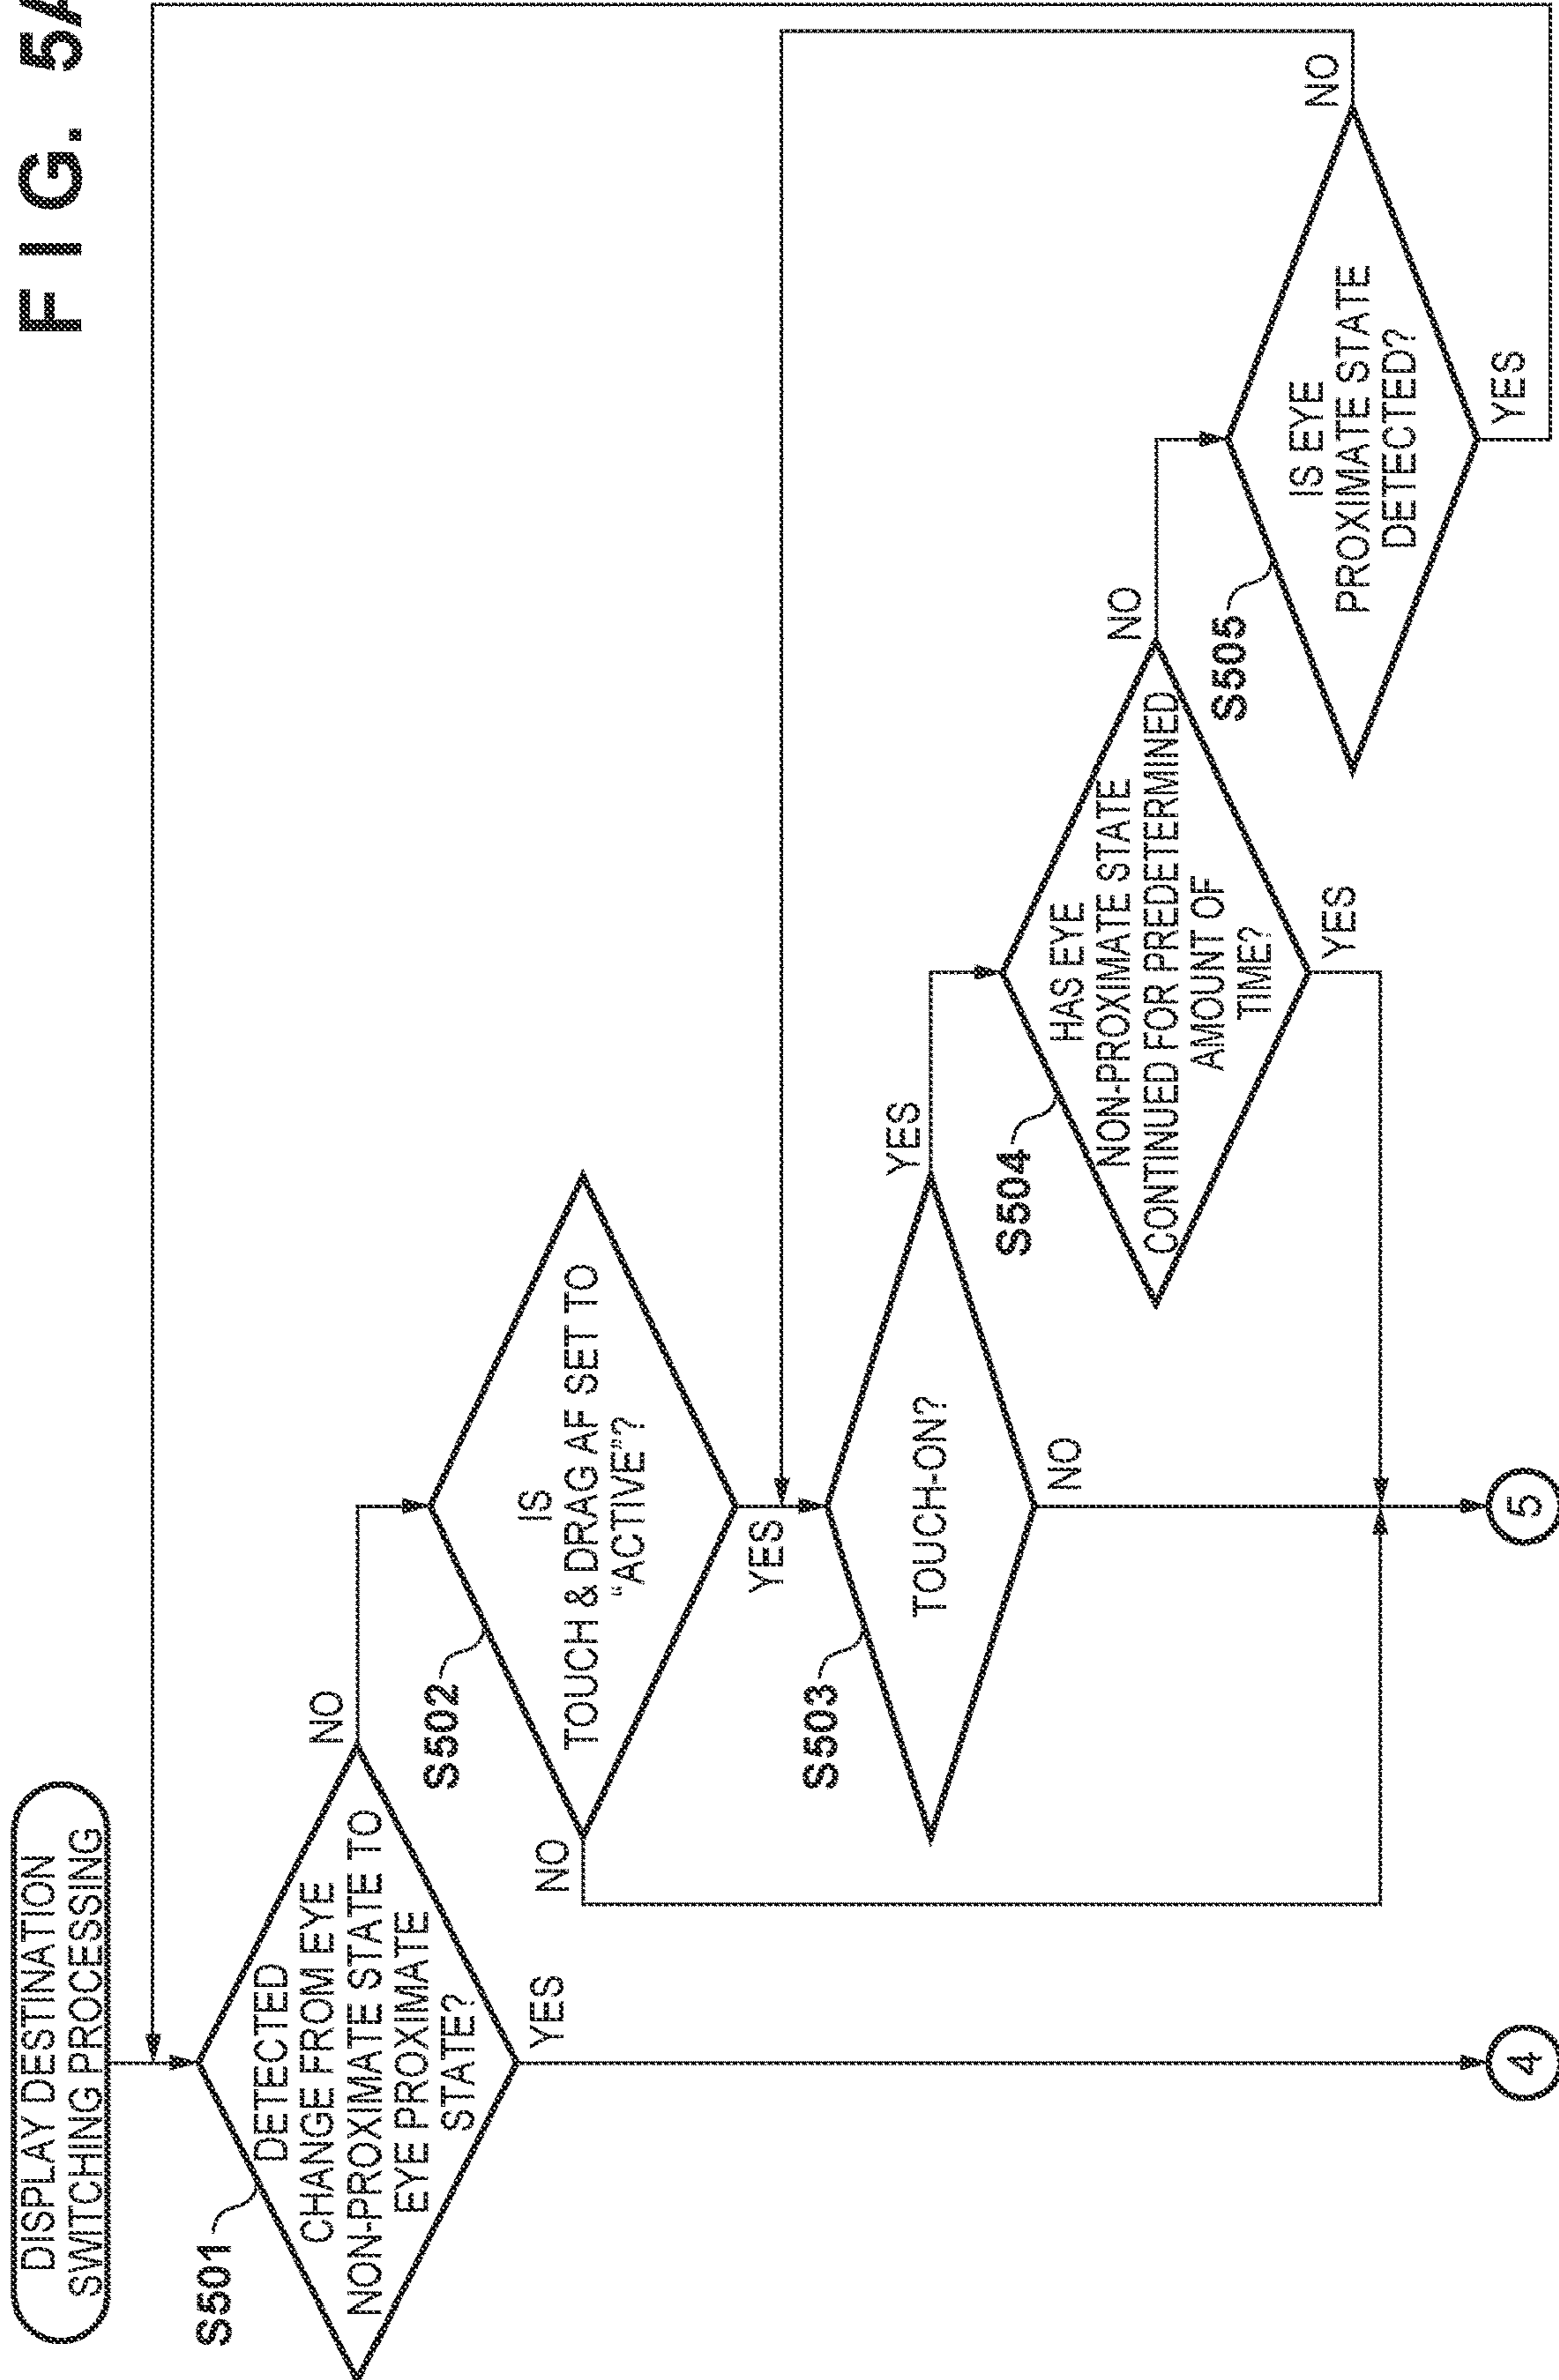 FIG. 5A
DISPLAY DESTINATION
SWITCHING PROCESSING
S501
DETECTED
CHANGE FROM EYE
NON-PROXIMATE STATE TO
EYE PROXIMATE
STATE?
NO
YES
S502
IS
TOUCH & DRAG AF SET TO
“ACTIVE”?
NO
YES
S503
TOUCH-ON?
YES
NO
S504
HAS EYE
NON-PROXIMATE STATE
CONTINUED FOR PREDETERMINED
AMOUNT OF
TIME?
NO
YES
S505
IS EYE
PROXIMATE STATE
DETECTED?
NO
YES
4
5